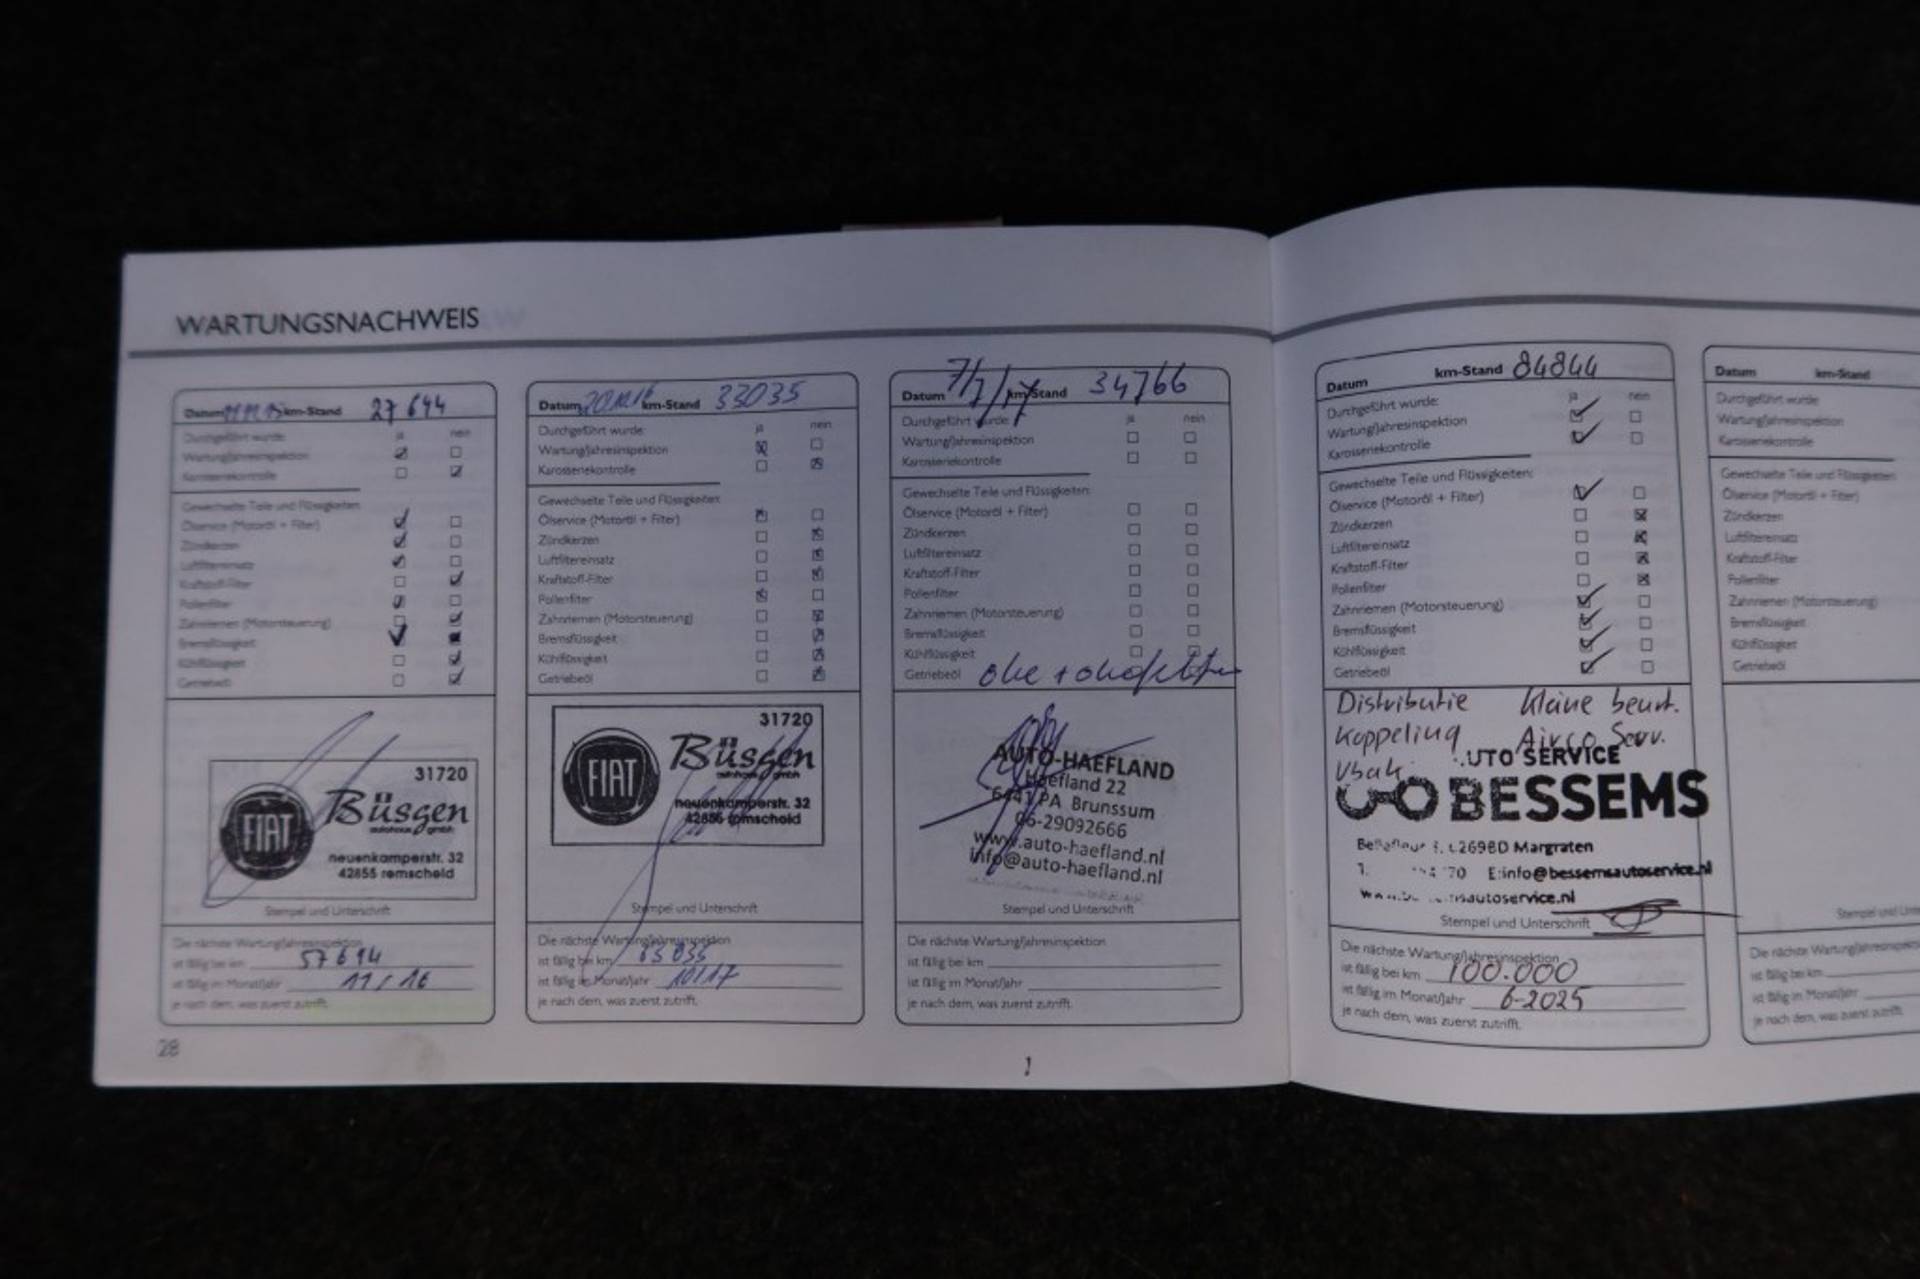 WARTUNGSNACHWEIS
Datum km-Stand 27 694
Durchgeführt wurde: ja nein
Wartung/Jahresinspektion
Karosseriekontrolle
Gewechselte Teile und Flüssigkeiten:
Ölservice (Motoröl + Filter)
Zündkerzen
Luftfiltereinsatz
Kraftstoff-Filter
Pollenfilter
Zahnriemen (Motorsteuerung)
Bremsflüssigkeit
Kühlflüssigkeit
Getriebeöl
31720
FIAT Büsgen
autohaus gmbh
neuenkamperstr. 32
42855 remscheid
Stempel und Unterschrift
Die nächste Wartung/Jahresinspektion
ist fällig bei km 57694
ist fällig im Monat/Jahr 11/16
je nach dem, was zuerst zutrifft.
28
Datum km-Stand 33035
Durchgeführt wurde: ja nein
Wartung/Jahresinspektion
Karosseriekontrolle
Gewechselte Teile und Flüssigkeiten:
Ölservice (Motoröl + Filter)
Zündkerzen
Luftfiltereinsatz
Kraftstoff-Filter
Pollenfilter
Zahnriemen (Motorsteuerung)
Bremsflüssigkeit
Kühlflüssigkeit
Getriebeöl
31720
FIAT Büsgen
autohaus gmbh
neuenkamperstr. 32
42855 remscheid
Stempel und Unterschrift
Die nächste Wartung/Jahresinspektion
ist fällig bei km 63035
ist fällig im Monat/Jahr 10/17
je nach dem, was zuerst zutrifft.
Datum 7/7/17 km-Stand 34766
Durchgeführt wurde: ja nein
Wartung/Jahresinspektion
Karosseriekontrolle
Gewechselte Teile und Flüssigkeiten:
Ölservice (Motoröl + Filter)
Zündkerzen
Luftfiltereinsatz
Kraftstoff-Filter
Pollenfilter
Zahnriemen (Motorsteuerung)
Bremsflüssigkeit
Kühlflüssigkeit
Getriebeöl olie +
AUTO-HAEFLAND
Haefland 22
6441 PA Brunssum
06-29092666
www.auto-haefland.nl
info@auto-haefland.nl
Stempel und Unterschrift
Die nächste Wartung/Jahresinspektion
ist fällig bei km
ist fällig im Monat/Jahr
je nach dem, was zuerst zutrifft.
1
Datum km-Stand 84844
Durchgeführt wurde: ja nein
Wartung/Jahresinspektion
Karosseriekontrolle
Gewechselte Teile und Flüssigkeiten:
Ölservice (Motoröl + Filter)
Zündkerzen
Luftfiltereinsatz
Kraftstoff-Filter
Pollenfilter
Zahnriemen (Motorsteuerung)
Bremsflüssigkeit
Kühlflüssigkeit
Getriebeöl
Distributie Kleine beurt.
Koppeling Airco Serv.
UTO SERVICE
BESSEMS
Margraten
E:info@bessemsautoservice.nl
Stempel und Unterschrift
Die nächste Wartung/Jahresinspektion
ist fällig bei km 100.000
ist fällig im Monat/Jahr 6-2025
je nach dem, was zuerst zutrifft.
Datum km-Stand
Durchgeführt wurde:
Wartung/Jahresinspektion
Karosseriekontrolle
Gewechselte Teile und Flüssigkeiten
Ölservice (Motoröl + Filter)
Zündkerzen
Luftfiltereinsatz
Kraftstoff-Filter
Pollenfilter
Zahnriemen (Motorsteuerung)
Bremsflüssigkeit
Kühlflüssigkeit
Getriebeöl
Stempel und
Die nächste
ist fällig bei km
ist fällig im Monat/Jahr
je nach dem, was zuerst zutrifft.